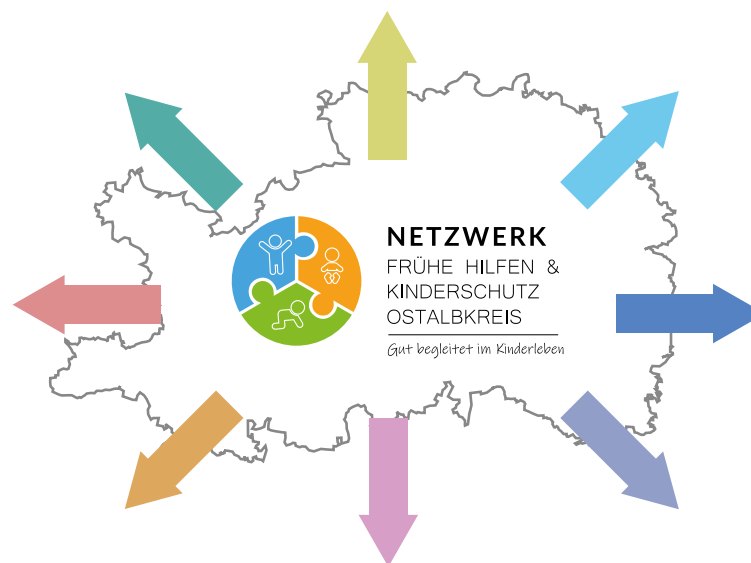 NETZWERK
FRÜHE HILFEN &
KINDERSCHUTZ
OSTALBKREIS
Gut begleitet im Kinderleben